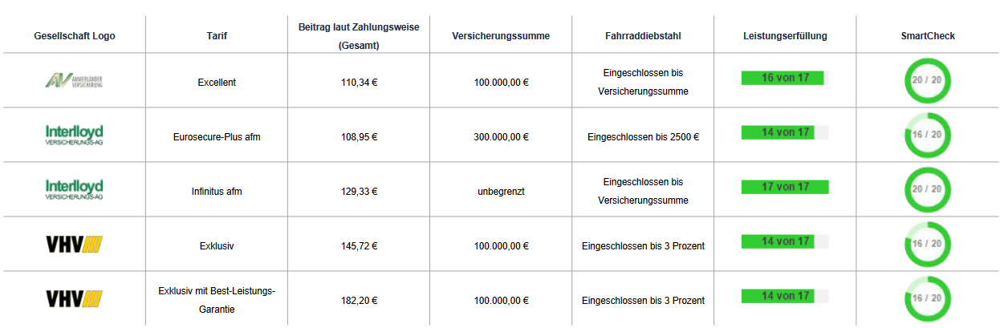 Gesellschaft Logo Tarif Beitrag laut Zahlungsweise (Gesamt) Versicherungssumme Fahrraddiebstahl Leistungserfüllung SmartCheck
AMMERLÄNDER VERSICHERUNG Excellent 110,34 € 100.000,00 € Eingeschlossen bis Versicherungssumme 16 von 17 20 / 20
Interlloyd VERSICHERUNGS-AG Eurosecure-Plus afm 108,95 € 300.000,00 € Eingeschlossen bis 2500 € 14 von 17 16 / 20
Interlloyd VERSICHERUNGS-AG Infinitus afm 129,33 € unbegrenzt Eingeschlossen bis Versicherungssumme 17 von 17 20 / 20
VHV Exklusiv 145,72 € 100.000,00 € Eingeschlossen bis 3 Prozent 14 von 17 16 / 20
VHV Exklusiv mit Best-Leistungs-Garantie 182,20 € 100.000,00 € Eingeschlossen bis 3 Prozent 14 von 17 16 / 20